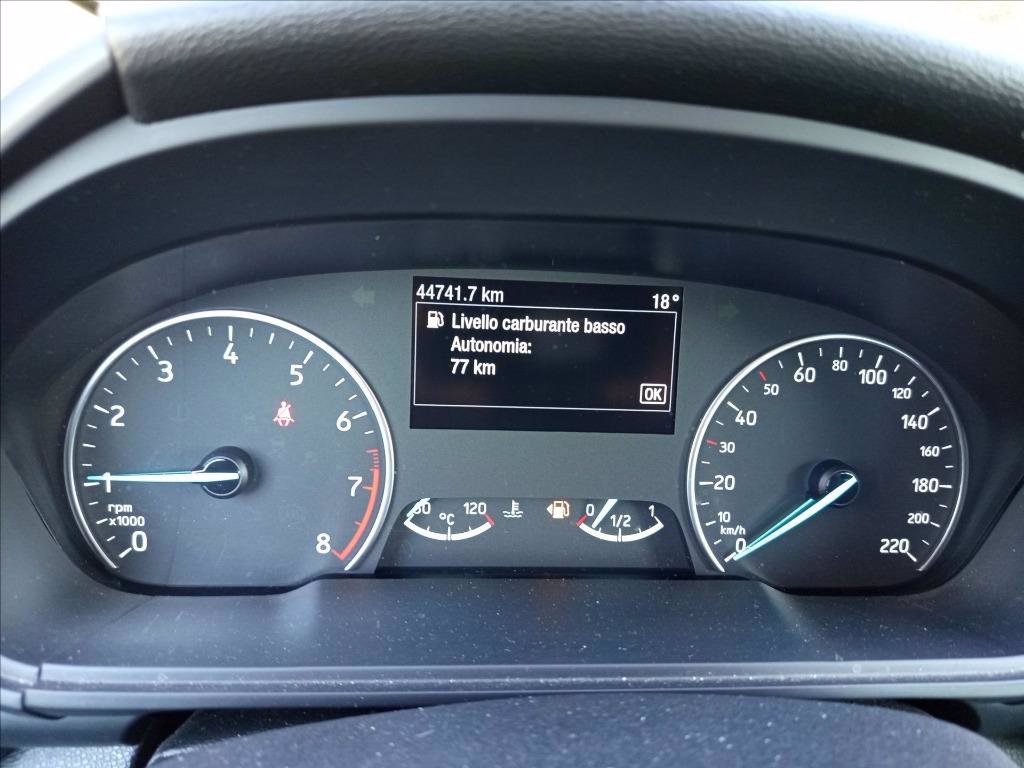 44741.7 km 18°
Livello carburante basso
Autonomia:
77 km
OK
0 1 2 3 4 5 6 7 8
rpm
x1000
120
°C
0 1/2 1
0 10 20 30 40 50 60 80 100 120 140 160 180 200 220
km/h